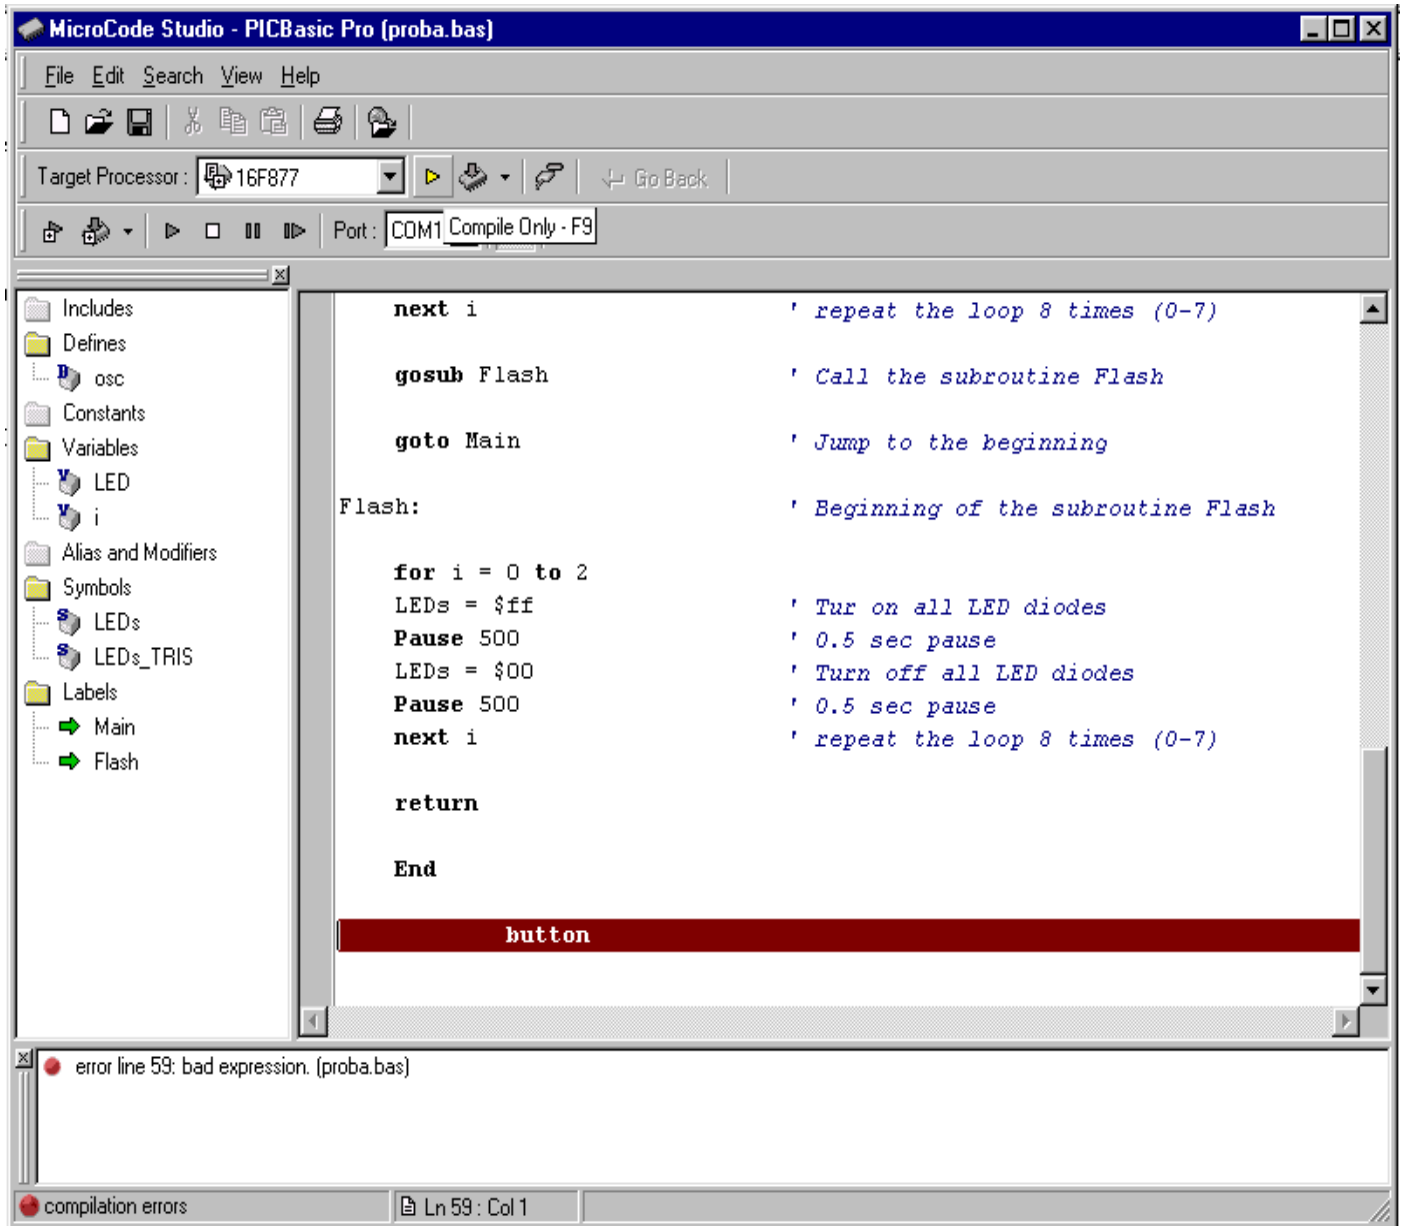 MicroCode Studio - PICBasic Pro (proba.bas)
File Edit Search View Help
Target Processor : 16F877 Go Back
Port : COM1 Compile Only - F9
Includes
Defines
osc
Constants
Variables
LED
i
Alias and Modifiers
Symbols
LEDs
LEDs_TRIS
Labels
Main
Flash
next i ' repeat the loop 8 times (0-7)
gosub Flash ' Call the subroutine Flash
goto Main ' Jump to the beginning
Flash: ' Beginning of the subroutine Flash
for i = 0 to 2
LEDs = $ff ' Tur on all LED diodes
Pause 500 ' 0.5 sec pause
LEDs = $00 ' Turn off all LED diodes
Pause 500 ' 0.5 sec pause
next i ' repeat the loop 8 times (0-7)
return
End
button
error line 59: bad expression. (proba.bas)
compilation errors Ln 59 : Col 1